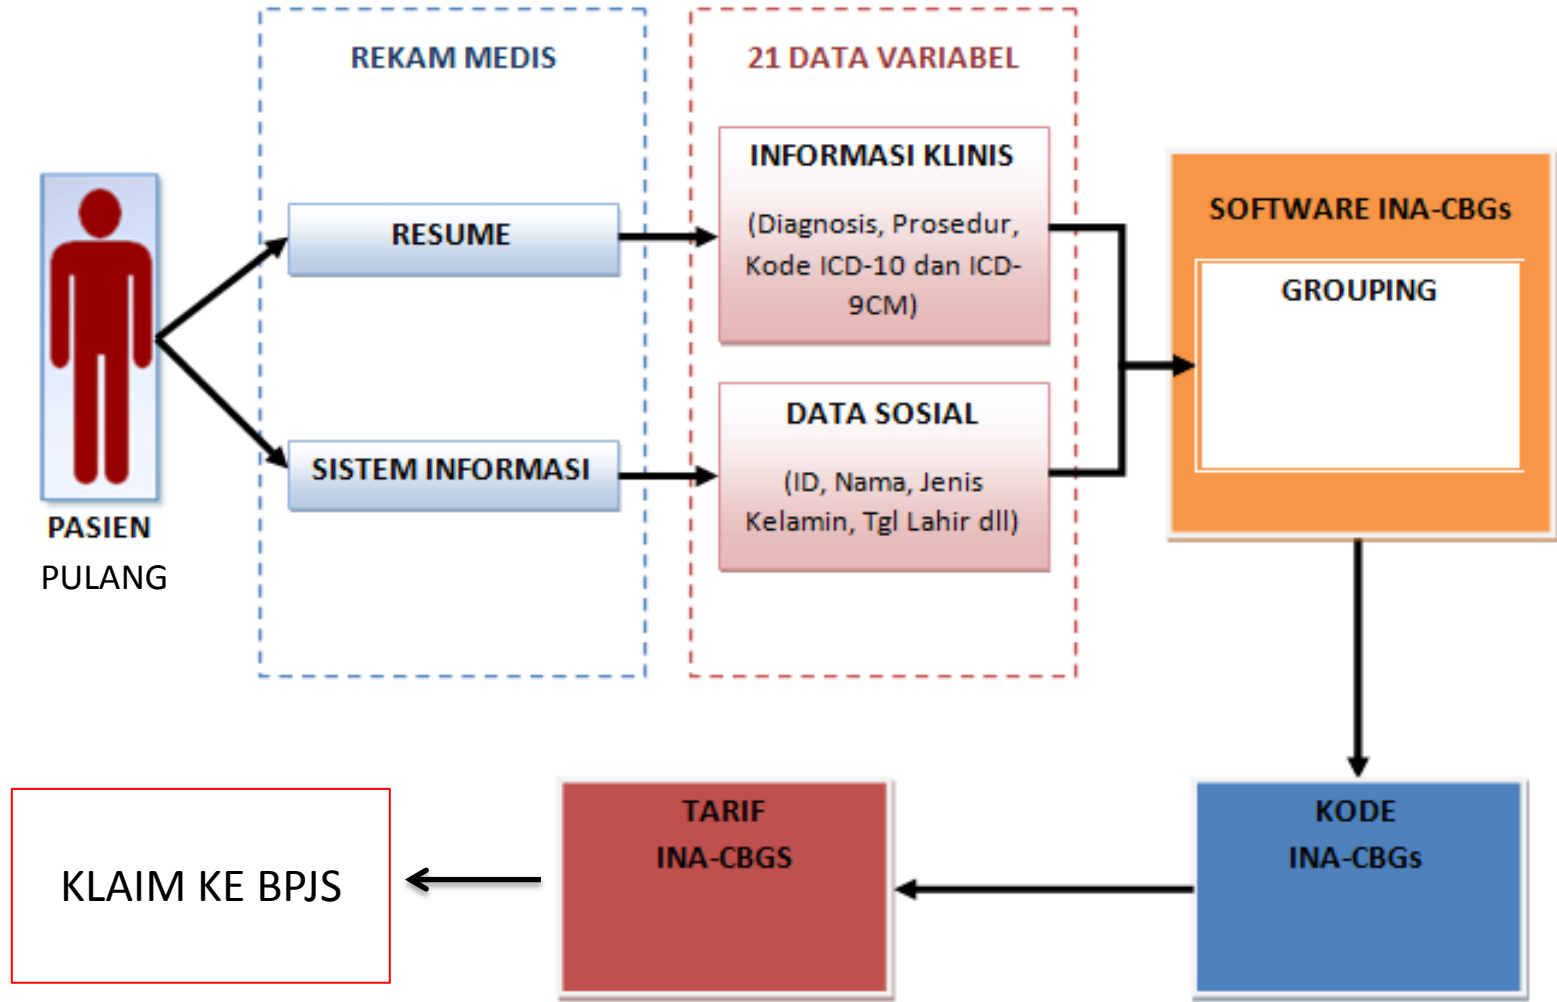 REKAM MEDIS
21 DATA VARIABEL
PASIEN
PULANG
RESUME
SISTEM INFORMASI
INFORMASI KLINIS
(Diagnosis, Prosedur,
Kode ICD-10 dan ICD-
9CM)
DATA SOSIAL
(ID, Nama, Jenis
Kelamin, Tgl Lahir dll)
SOFTWARE INA-CBGs
GROUPING
KODE
INA-CBGs
TARIF
INA-CBGS
KLAIM KE BPJS